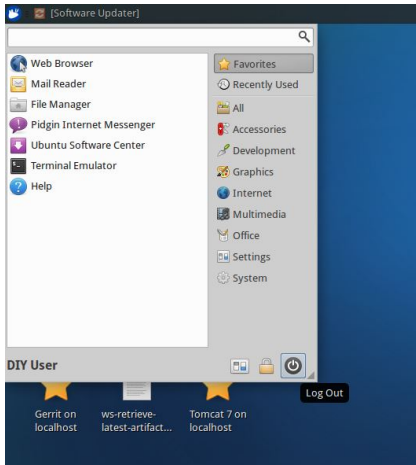 [Software Updater]
Web Browser
Mail Reader
File Manager
Pidgin Internet Messenger
Ubuntu Software Center
Terminal Emulator
Help
Favorites
Recently Used
All
Accessories
Development
Graphics
Internet
Multimedia
Office
Settings
System
DIY User
Log Out
Gerrit on
localhost
ws-retrieve-
latest-artifact...
Tomcat 7 on
localhost